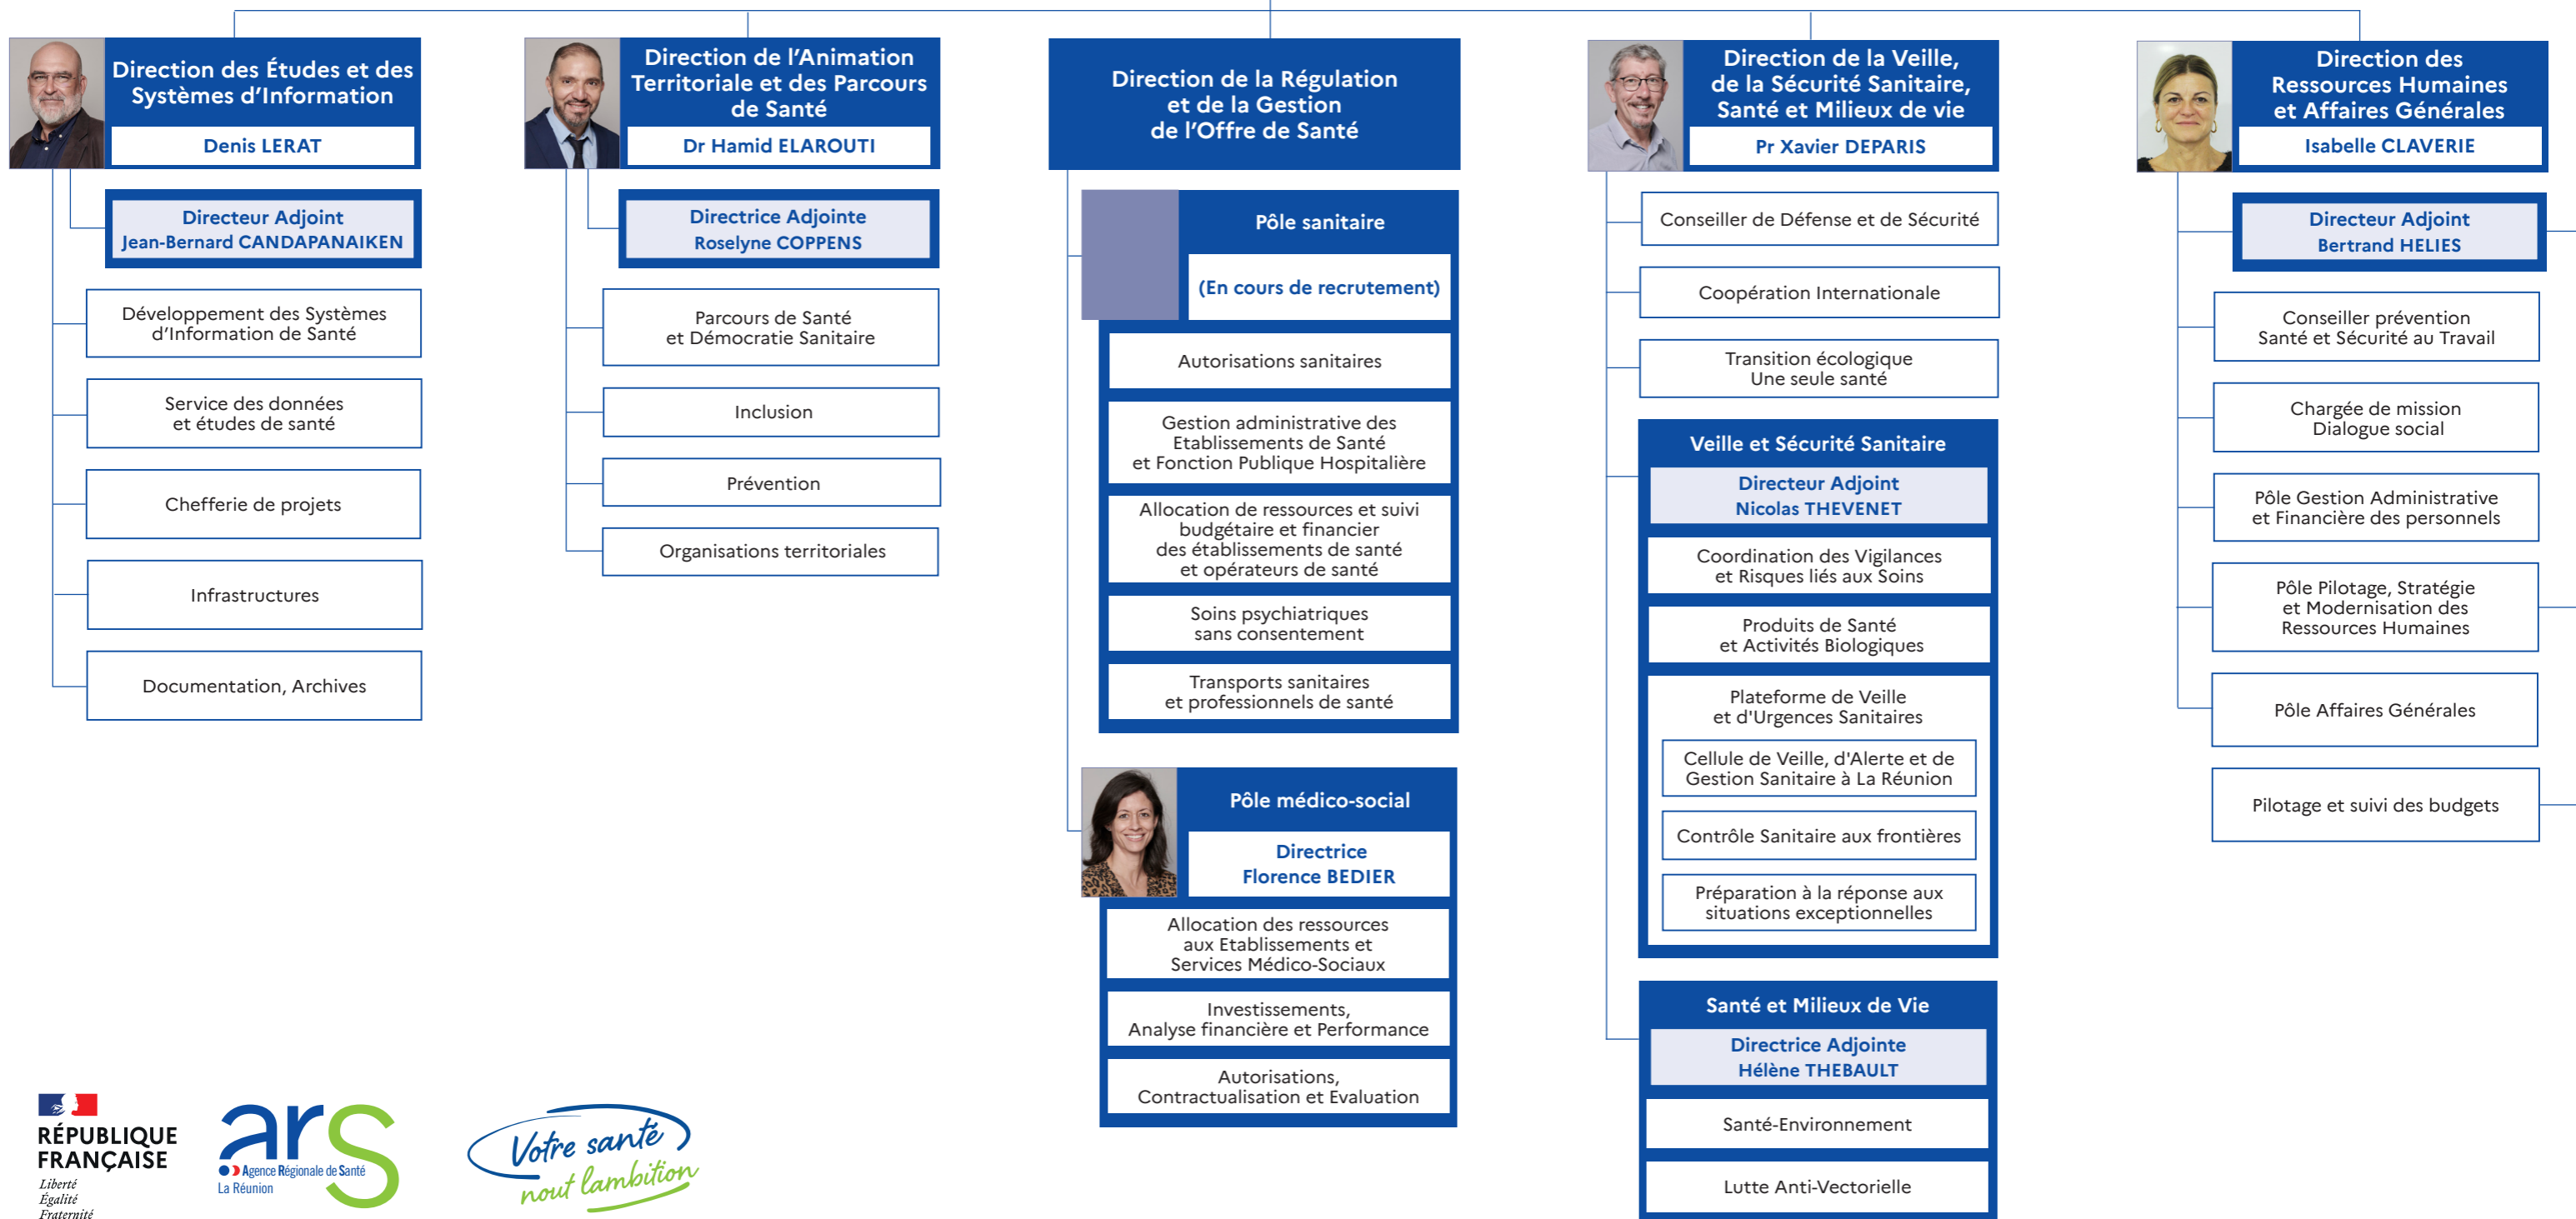 Direction des Études et des
Systèmes d'Information
Denis LERAT
Directeur Adjoint
Jean-Bernard CANDAPANAIKEN
Développement des Systèmes
d'Information de Santé
Service des données
et études de santé
Chefferie de projets
Infrastructures
Documentation, Archives
Direction de l'Animation
Territoriale et des Parcours
de Santé
Dr Hamid ELAROUTI
Directrice Adjointe
Roselyne COPPENS
Parcours de Santé
et Démocratie Sanitaire
Inclusion
Prévention
Organisations territoriales
Direction de la Régulation
et de la Gestion
de l'Offre de Santé
Pôle sanitaire
(En cours de recrutement)
Autorisations sanitaires
Gestion administrative des
Etablissements de Santé
et Fonction Publique Hospitalière
Allocation de ressources et suivi
budgétaire et financier
des établissements de santé
et opérateurs de santé
Soins psychiatriques
sans consentement
Transports sanitaires
et professionnels de santé
Pôle médico-social
Directrice
Florence BEDIER
Allocation des ressources
aux Etablissements et
Services Médico-Sociaux
Investissements,
Analyse financière et Performance
Autorisations,
Contractualisation et Evaluation
Direction de la Veille,
de la Sécurité Sanitaire,
Santé et Milieux de vie
Pr Xavier DEPARIS
Conseiller de Défense et de Sécurité
Coopération Internationale
Transition écologique
Une seule santé
Veille et Sécurité Sanitaire
Directeur Adjoint
Nicolas THEVENET
Coordination des Vigilances
et Risques liés aux Soins
Produits de Santé
et Activités Biologiques
Plateforme de Veille
et d'Urgences Sanitaires
Cellule de Veille, d'Alerte et de
Gestion Sanitaire à La Réunion
Contrôle Sanitaire aux frontières
Préparation à la réponse aux
situations exceptionnelles
Santé et Milieux de Vie
Directrice Adjointe
Hélène THEBAULT
Santé-Environnement
Lutte Anti-Vectorielle
Direction des
Ressources Humaines
et Affaires Générales
Isabelle CLAVERIE
Directeur Adjoint
Bertrand HELIES
Conseiller prévention
Santé et Sécurité au Travail
Chargée de mission
Dialogue social
Pôle Gestion Administrative
et Financière des personnels
Pôle Pilotage, Stratégie
et Modernisation des
Ressources Humaines
Pôle Affaires Générales
Pilotage et suivi des budgets
RÉPUBLIQUE
FRANÇAISE
Liberté
Égalité
Fraternité
ars
Agence Régionale de Santé
La Réunion
Votre santé
nout lambition